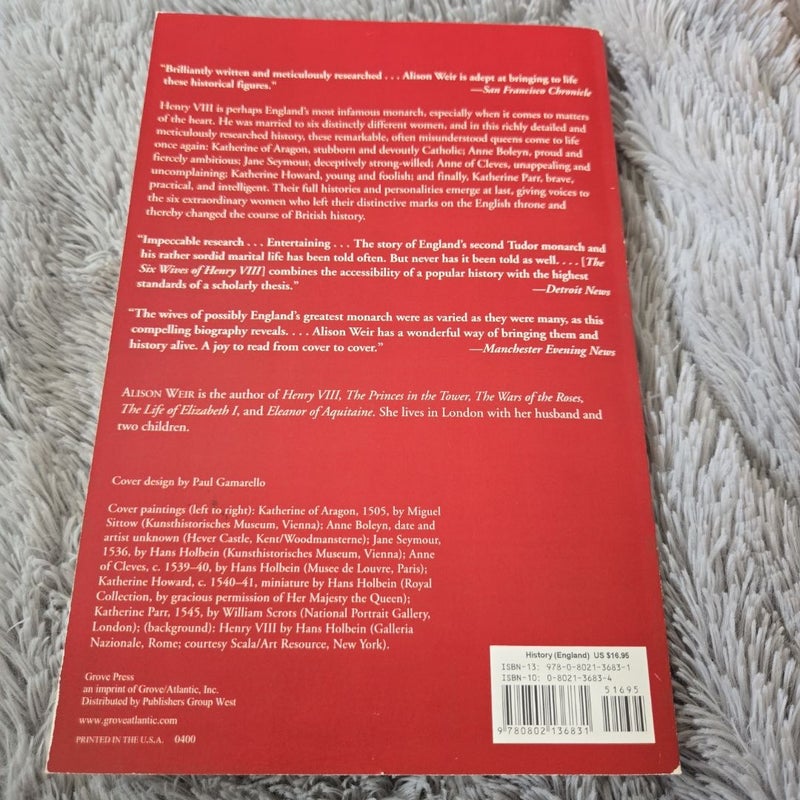 “Brilliantly written and meticulously researched . . . Alison Weir is adept at bringing to life
these historical figures.”
—San Francisco Chronicle
Henry VIII is perhaps England’s most infamous monarch, especially when it comes to matters
of the heart. He was married to six distinctly different women, and in this richly detailed and
meticulously researched history, these remarkable, often misunderstood queens come to life
once again: Katherine of Aragon, stubborn and devoutly Catholic; Anne Boleyn, proud and
fiercely ambitious; Jane Seymour, deceptively strong-willed; Anne of Cleves, unappealing and
uncomplaining; Katherine Howard, young and foolish; and finally, Katherine Parr, brave,
practical, and intelligent. Their full histories and personalities emerge at last, giving voices to
the six extraordinary women who left their distinctive marks on the English throne and
thereby changed the course of British history.
“Impeccable research . . . Entertaining . . . The story of England’s second Tudor monarch and
his rather sordid marital life has been told often. But never has it been told as well. . . . [The
Six Wives of Henry VIII] combines the accessibility of a popular history with the highest
standards of a scholarly thesis.”
—Detroit News
“The wives of possibly England’s greatest monarch were as varied as they were many, as this
compelling biography reveals. . . . Alison Weir has a wonderful way of bringing them and
history alive. A joy to read from cover to cover.”
—Manchester Evening News
ALISON WEIR is the author of Henry VIII, The Princes in the Tower, The Wars of the Roses,
The Life of Elizabeth I, and Eleanor of Aquitaine. She lives in London with her husband and
two children.
Cover design by Paul Gamarello
Cover paintings (left to right): Katherine of Aragon, 1505, by Miguel
Sittow (Kunsthistorisches Museum, Vienna); Anne Boleyn, date and
artist unknown (Hever Castle, Kent/Woodmansterne); Jane Seymour,
1536, by Hans Holbein (Kunsthistorisches Museum, Vienna); Anne
of Cleves, c. 1539–40, by Hans Holbein (Musee de Louvre, Paris);
Katherine Howard, c. 1540–41, miniature by Hans Holbein (Royal
Collection, by gracious permission of Her Majesty the Queen);
Katherine Parr, 1545, by William Scrots (National Portrait Gallery,
London); (background): Henry VIII by Hans Holbein (Galleria
Nazionale, Rome; courtesy Scala/Art Resource, New York).
Grove Press
an imprint of Grove/Atlantic, Inc.
Distributed by Publishers Group West
www.groveatlantic.com
PRINTED IN THE U.S.A. 0400
History (England) US $16.95
ISBN-13: 978-0-8021-3683-1
ISBN-10: 0-8021-3683-4
51695
9 780802 136831